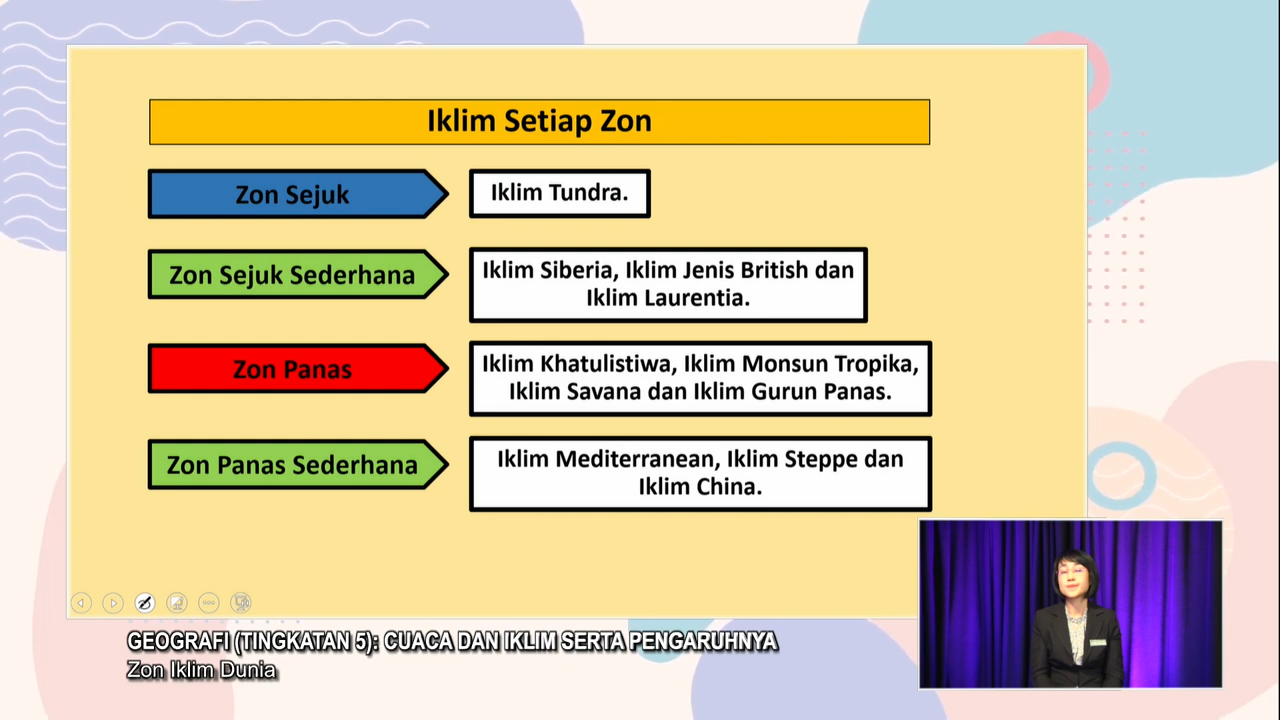 Iklim Setiap Zon
Zon Sejuk
Iklim Tundra.
Zon Sejuk Sederhana
Iklim Siberia, Iklim Jenis British dan
Iklim Laurentia.
Zon Panas
Iklim Khatulistiwa, Iklim Monsun Tropika,
Iklim Savana dan Iklim Gurun Panas.
Zon Panas Sederhana
Iklim Mediterranean, Iklim Steppe dan
Iklim China.
GEOGRAFI (TINGKATAN 5): CUACA DAN IKLIM SERTA PENGARUHNYA
Zon Iklim Dunia